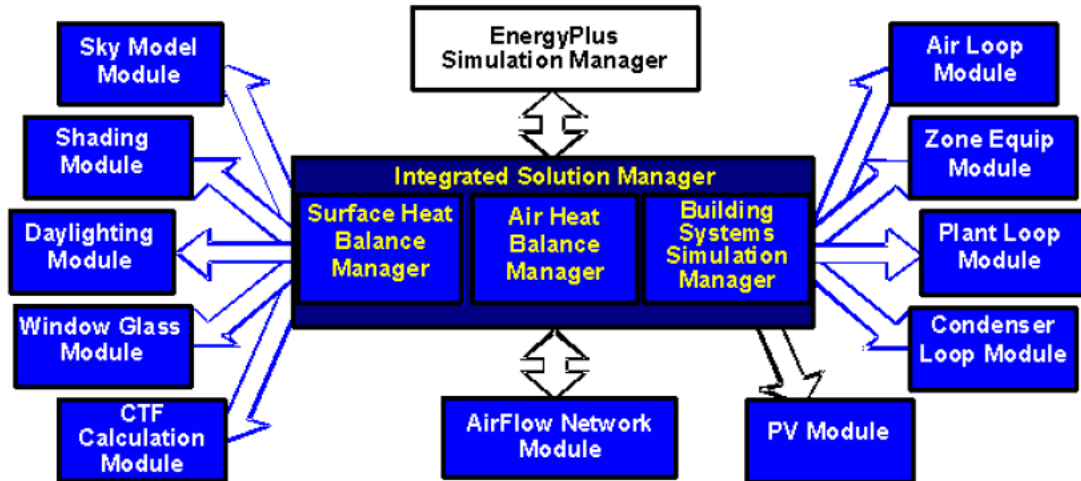 EnergyPlus
Simulation Manager
Sky Model
Module
Shading
Module
Daylighting
Module
Window Glass
Module
CTF
Calculation
Module
Integrated Solution Manager
Surface Heat
Balance
Manager
Air Heat
Balance
Manager
Building
Systems
Simulation
Manager
AirFlow Network
Module
PV Module
Air Loop
Module
Zone Equip
Module
Plant Loop
Module
Condenser
Loop Module